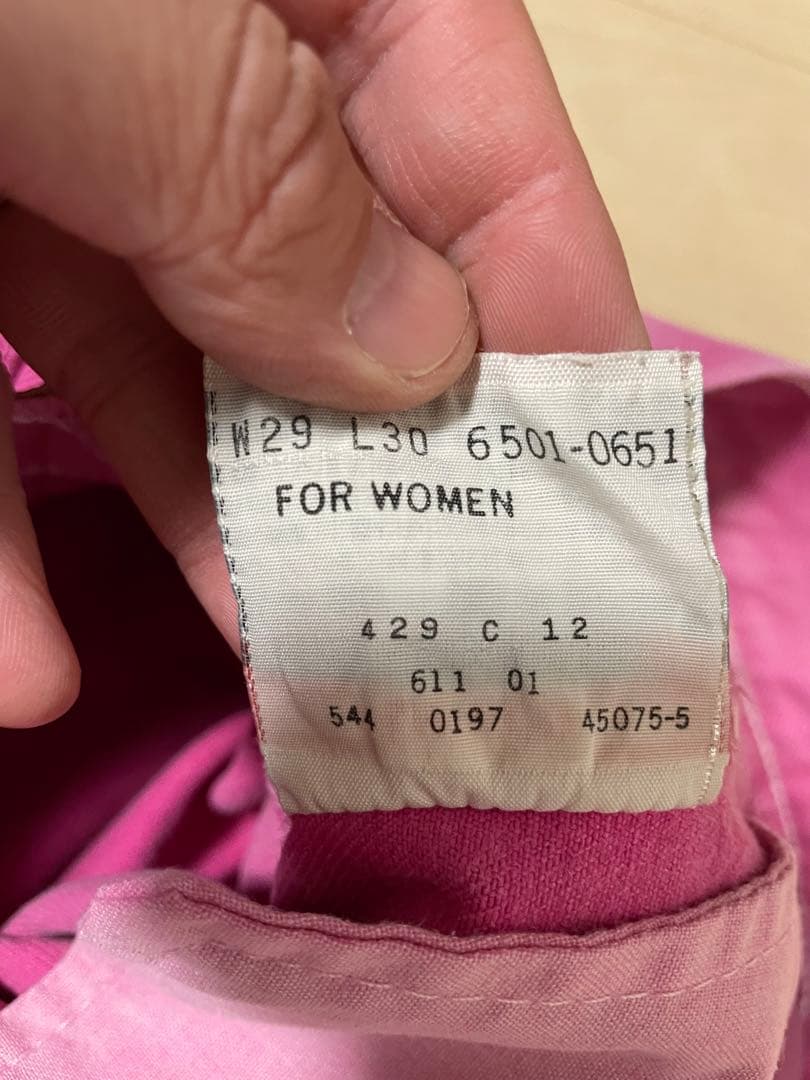 W29 L30 6501-0651
FOR WOMEN
429 C 12
611 01
544 0197 45075-5